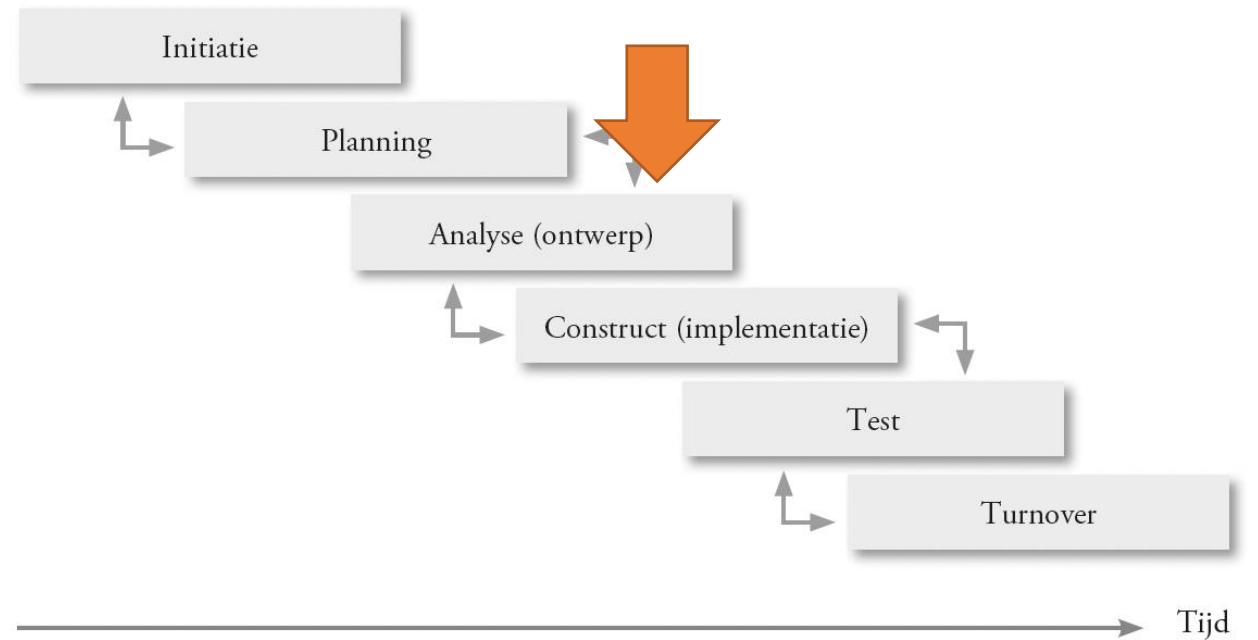 Initiatie
Planning
Analyse (ontwerp)
Construct (implementatie)
Test
Turnover
Tijd